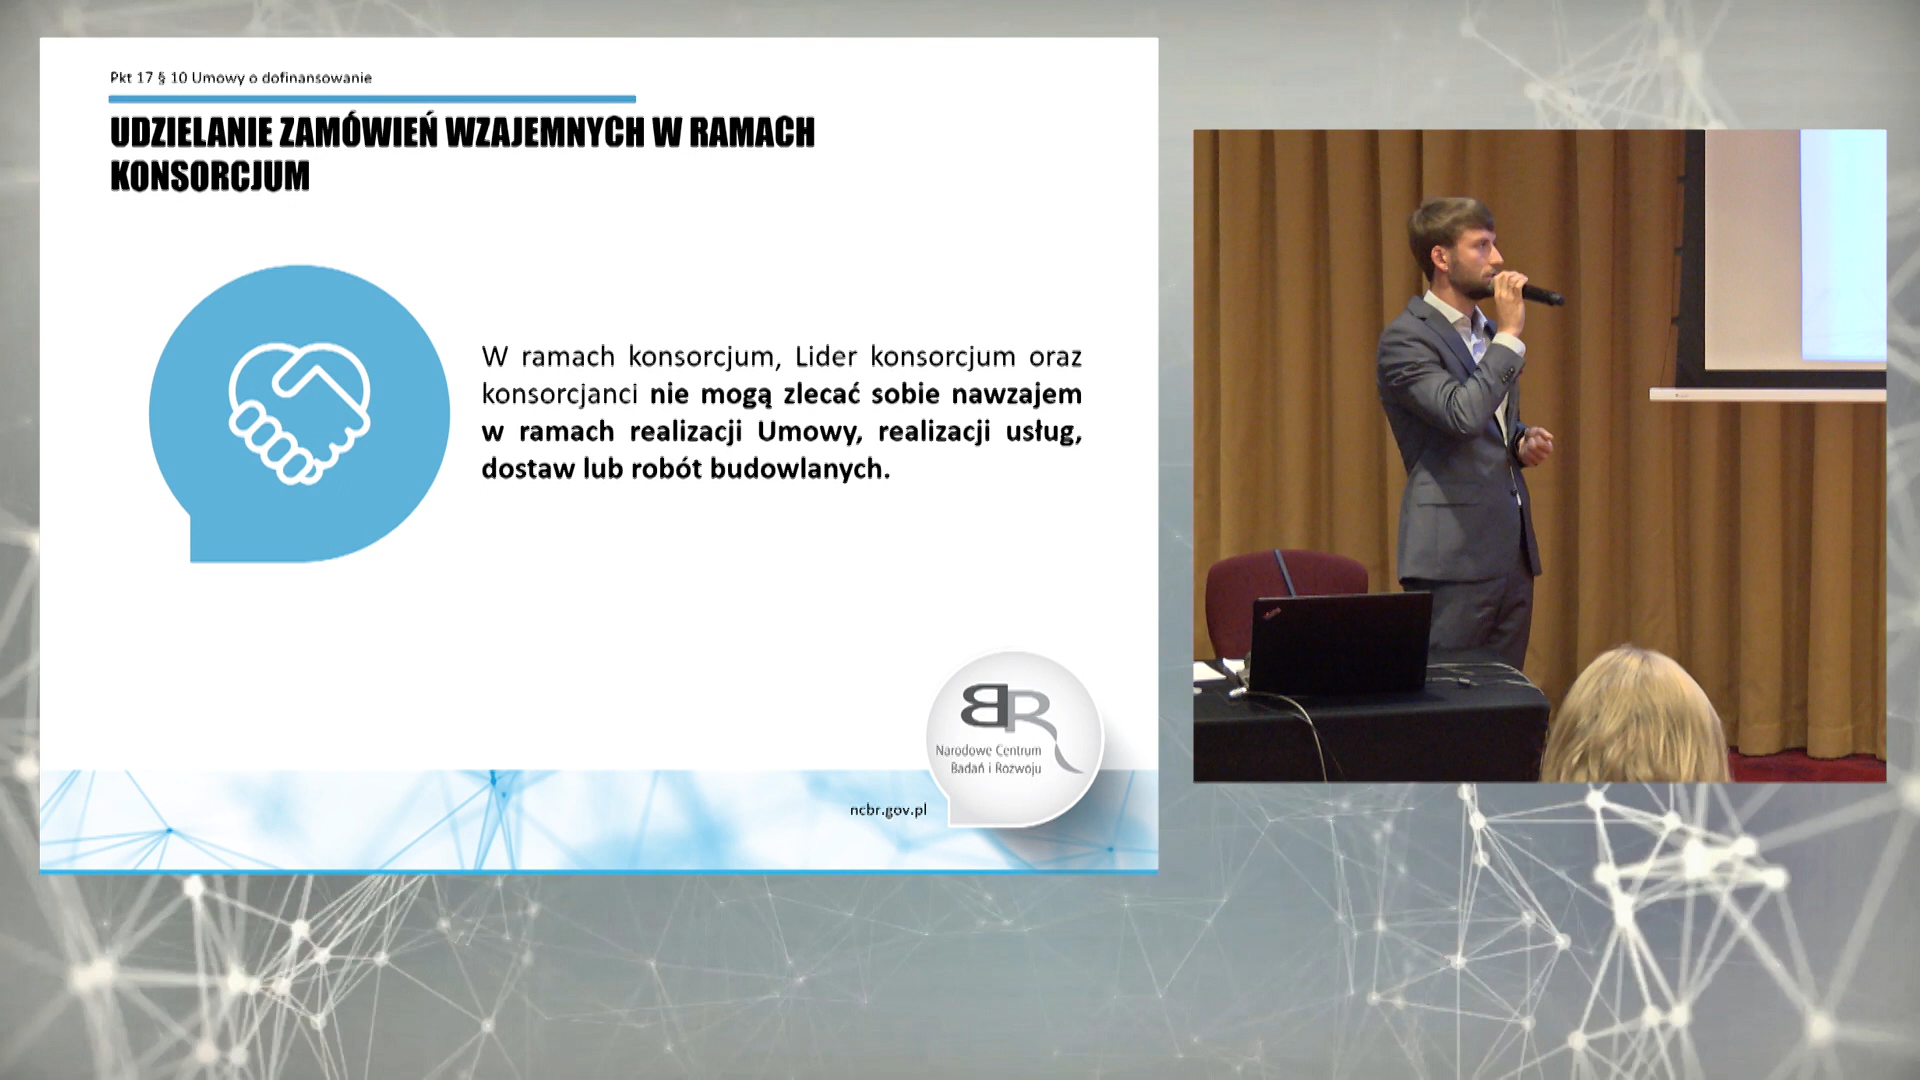 Pkt 17 § 10 Umowy o dofinansowanie
UDZIELANIE ZAMÓWIEŃ WZAJEMNYCH W RAMACH
KONSORCJUM
W ramach konsorcjum, Lider konsorcjum oraz
konsorcjanci nie mogą zlecać sobie nawzajem
w ramach realizacji Umowy, realizacji usług,
dostaw lub robót budowlanych.
BR
Narodowe Centrum
Badań i Rozwoju
ncbr.gov.pl